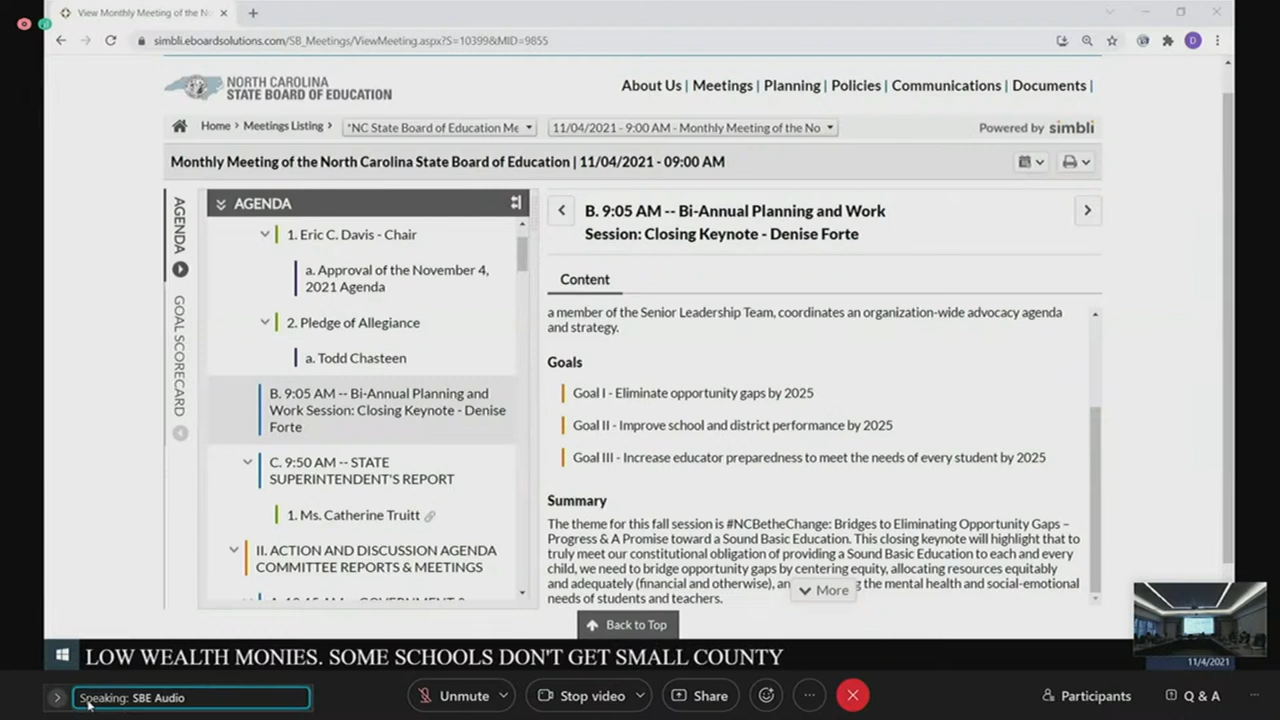 View Monthly Meeting of the No
simbli.eboardsolutions.com/SB_Meetings/ViewMeeting.aspx?S=10399&MID=9855
D
NORTH CAROLINA
STATE BOARD OF EDUCATION
About Us | Meetings | Planning | Policies | Communications | Documents |
Home > Meetings Listing >
*NC State Board of Education Me
11/04/2021 - 9:00 AM - Monthly Meeting of the No
Powered by simbli
Monthly Meeting of the North Carolina State Board of Education | 11/04/2021 - 09:00 AM
AGENDA
GOAL SCORECARD
AGENDA
1. Eric C. Davis - Chair
a. Approval of the November 4,
2021 Agenda
2. Pledge of Allegiance
a. Todd Chasteen
B. 9:05 AM -- Bi-Annual Planning and
Work Session: Closing Keynote - Denise
Forte
C. 9:50 AM -- STATE
SUPERINTENDENT'S REPORT
1. Ms. Catherine Truitt
II. ACTION AND DISCUSSION AGENDA
COMMITTEE REPORTS & MEETINGS
B. 9:05 AM -- Bi-Annual Planning and Work
Session: Closing Keynote - Denise Forte
Content
a member of the Senior Leadership Team, coordinates an organization-wide advocacy agenda
and strategy.
Goals
Goal I - Eliminate opportunity gaps by 2025
Goal II - Improve school and district performance by 2025
Goal III - Increase educator preparedness to meet the needs of every student by 2025
Summary
The theme for this fall session is #NCBetheChange: Bridges to Eliminating Opportunity Gaps –
Progress & A Promise toward a Sound Basic Education. This closing keynote will highlight that to
truly meet our constitutional obligation of providing a Sound Basic Education to each and every
child, we need to bridge opportunity gaps by centering equity, allocating resources equitably
and adequately (financial and otherwise), an the mental health and social-emotional
needs of students and teachers.
More
Back to Top
LOW WEALTH MONIES. SOME SCHOOLS DON'T GET SMALL COUNTY
11/4/2021
Speaking: SBE Audio
Unmute
Stop video
Share
Participants
Q & A